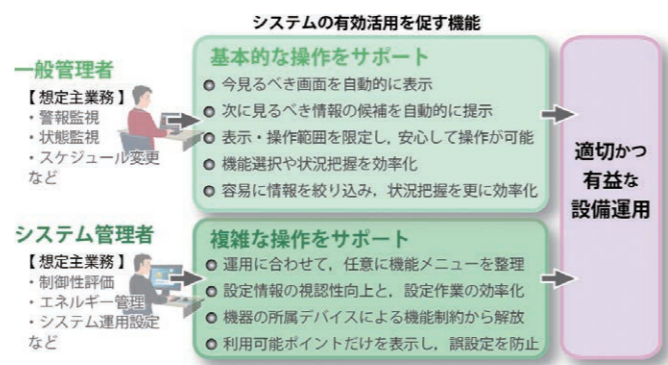 システムの有効活用を促す機能
一般管理者
【想定主業務】
・警報監視
・状態監視
・スケジュール変更
など
基本的な操作をサポート
今見るべき画面を自動的に表示
次に見るべき情報の候補を自動的に提示
表示・操作範囲を限定し，安心して操作が可能
機能選択や状況把握を効率化
容易に情報を絞り込み，状況把握を更に効率化
システム管理者
【想定主業務】
・制御性評価
・エネルギー管理
・システム運用設定
など
複雑な操作をサポート
運用に合わせて，任意に機能メニューを整理
設定情報の視認性向上と，設定作業の効率化
機器の所属デバイスによる機能制約から解放
利用可能ポイントだけを表示し，誤設定を防止
適切かつ
有益な
設備運用